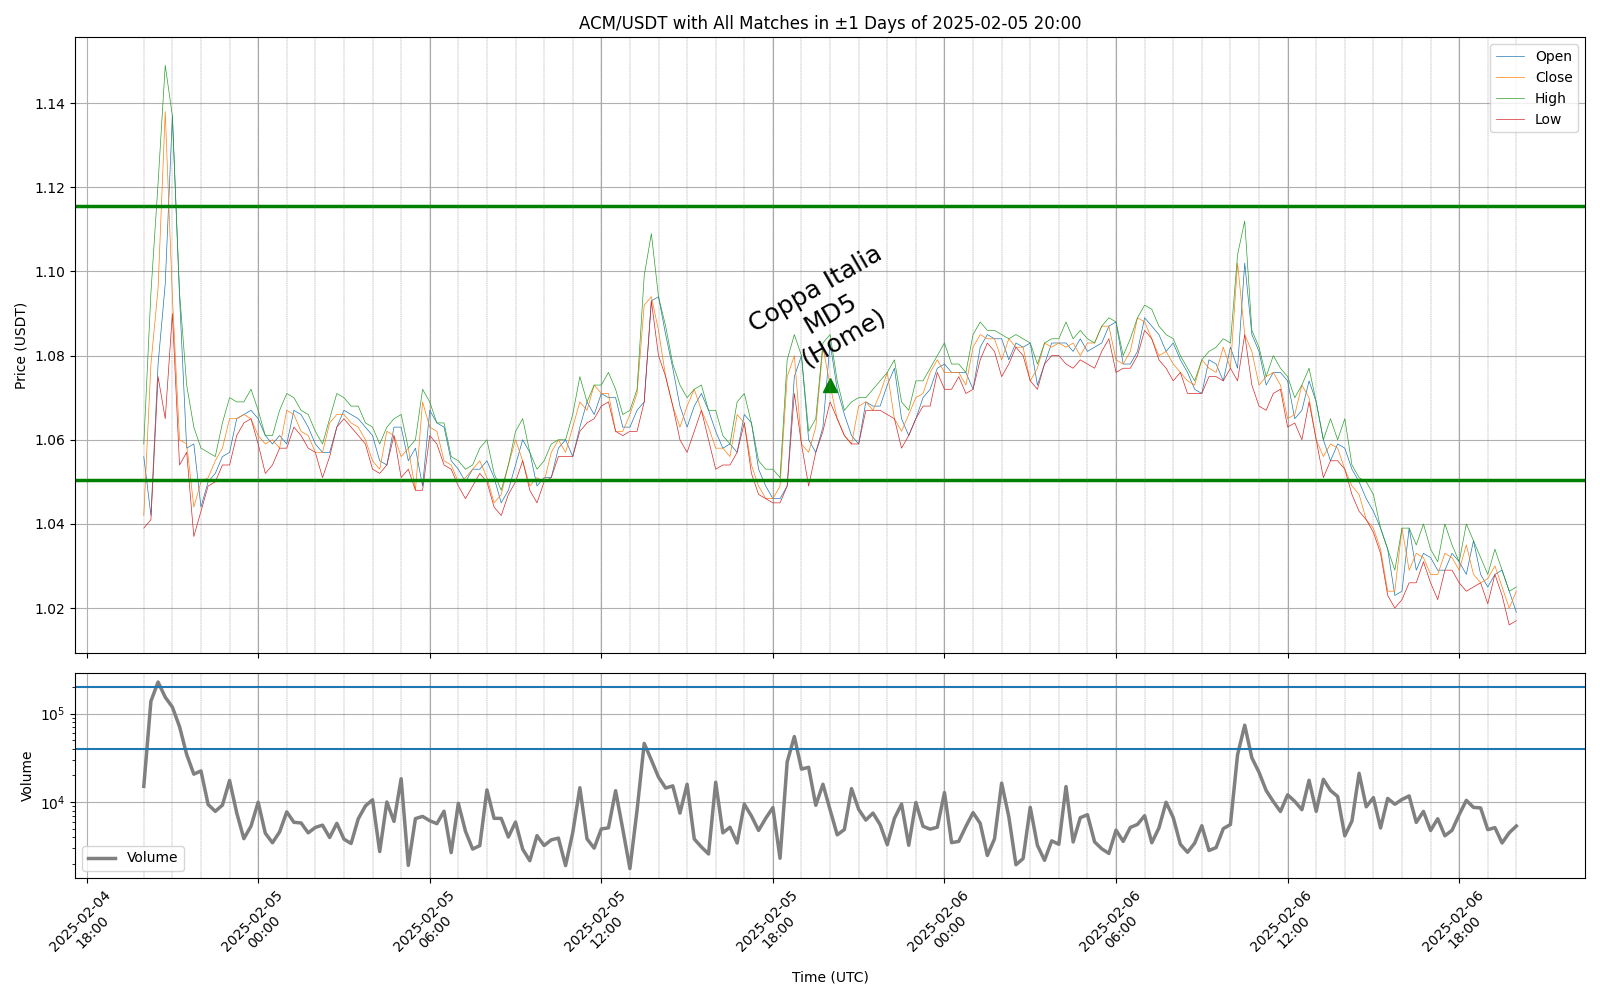 ACM/USDT with All Matches in ±1 Days of 2025-02-05 20:00
Open
Close
High
Low
Price (USDT)
1.14
1.12
1.10
1.08
1.06
1.04
1.02
Coppa Italia
MD5
(Home)
Volume
10⁵
10⁴
Volume
2025-02-04
18:00
2025-02-05
00:00
2025-02-05
06:00
2025-02-05
12:00
2025-02-05
18:00
2025-02-06
00:00
2025-02-06
06:00
2025-02-06
12:00
2025-02-06
18:00
Time (UTC)